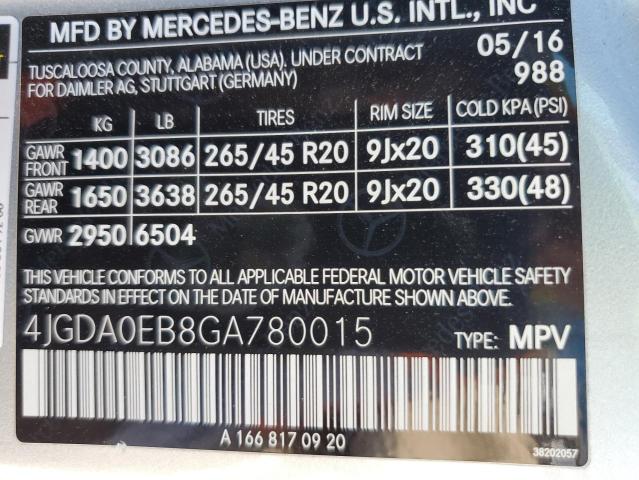 MFD BY MERCEDES-BENZ U.S. INTL., INC
TUSCALOOSA COUNTY, ALABAMA (USA). UNDER CONTRACT 05/16
FOR DAIMLER AG, STUTTGART (GERMANY) 988
KG LB TIRES RIM SIZE COLD KPA(PSI)
GAWR FRONT 1400 3086 265/45 R20 9Jx20 310(45)
GAWR REAR 1650 3638 265/45 R20 9Jx20 330(48)
GVWR 2950 6504
THIS VEHICLE CONFORMS TO ALL APPLICABLE FEDERAL MOTOR VEHICLE SAFETY
STANDARDS IN EFFECT ON THE DATE OF MANUFACTURE SHOWN ABOVE.
4JGDA0EB8GA780015 TYPE: MPV
A 166 817 09 20
38202057